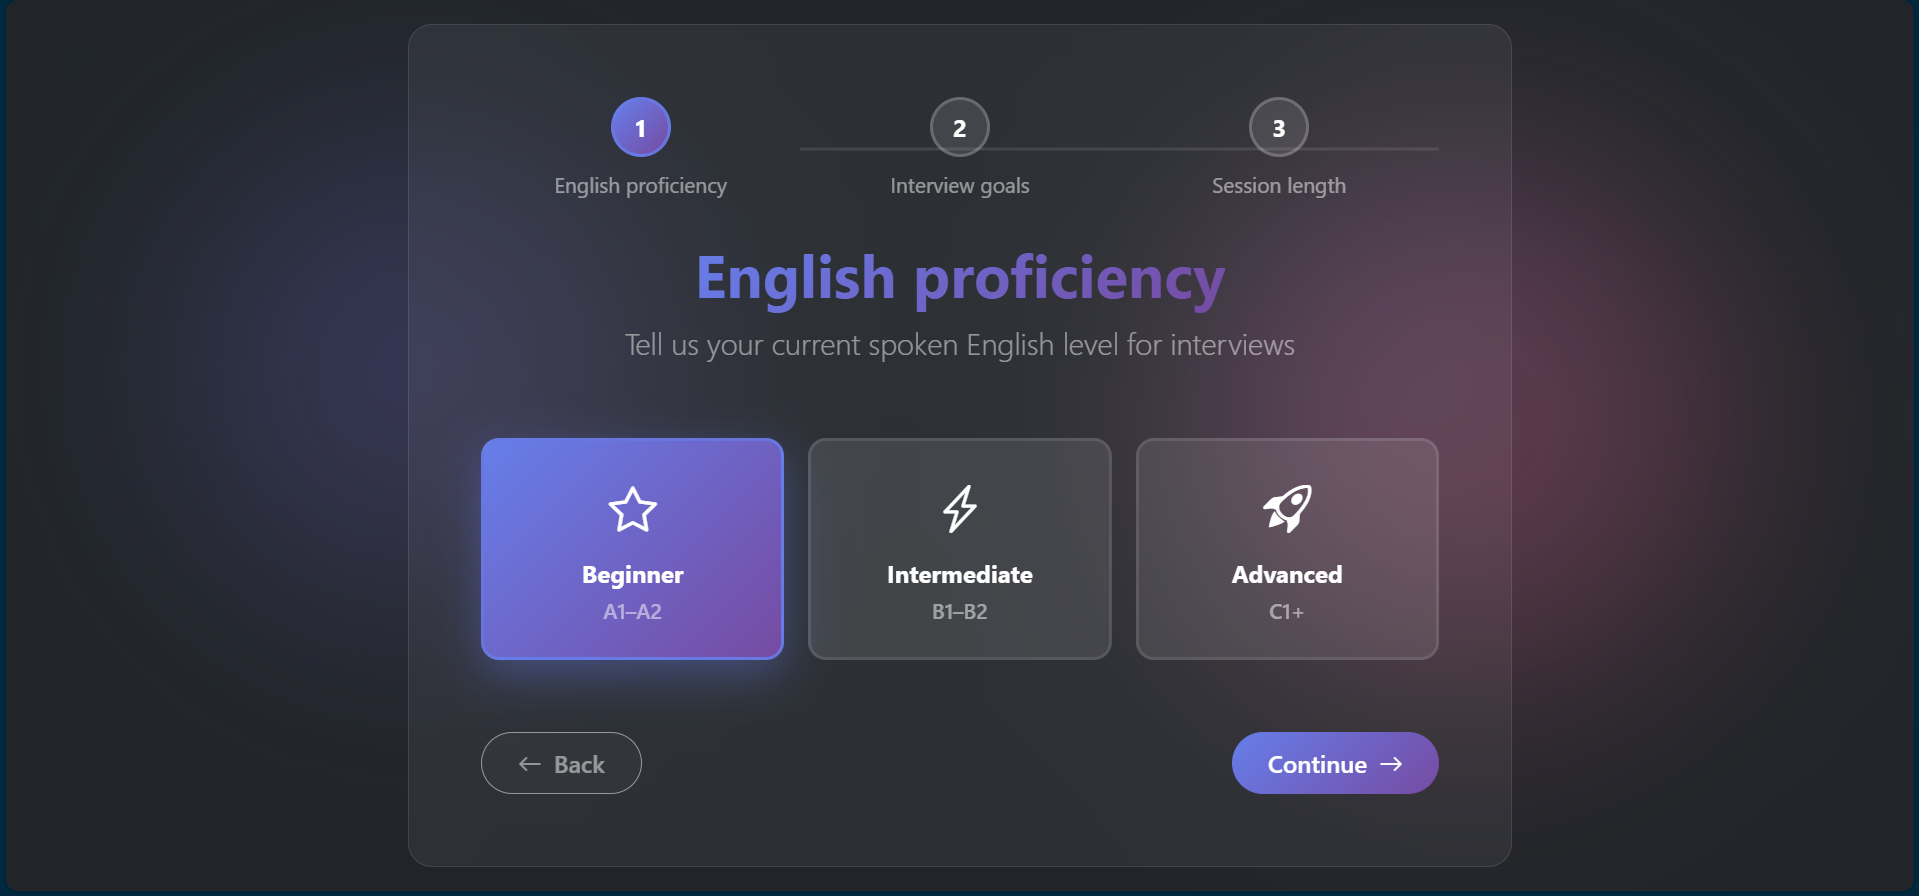 1
2
3
English proficiency
Interview goals
Session length
English proficiency
Tell us your current spoken English level for interviews
Beginner
A1–A2
Intermediate
B1–B2
Advanced
C1+
Back
Continue